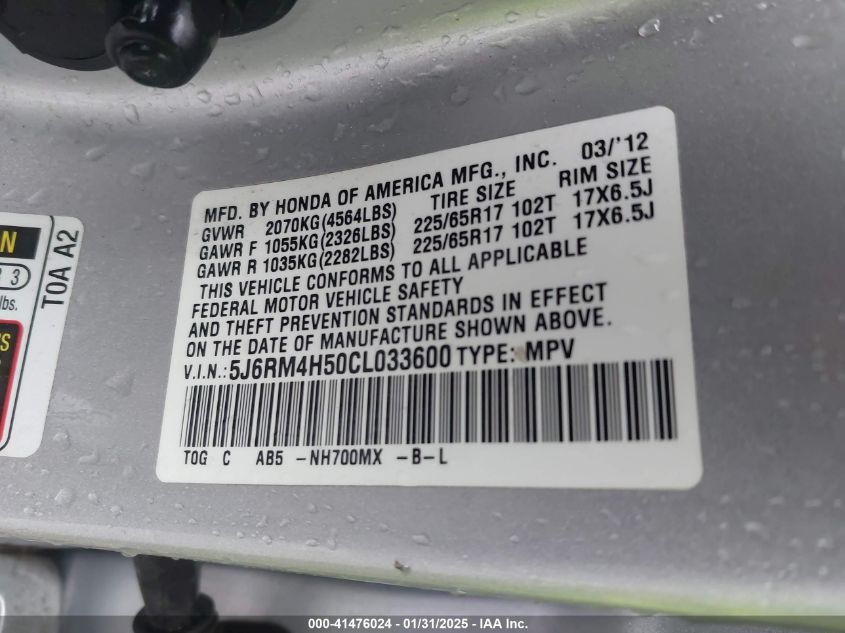 MFD. BY HONDA OF AMERICA MFG., INC. 03/'12
GVWR 2070KG(4564LBS) TIRE SIZE RIM SIZE
GAWR F 1055KG(2326LBS) 225/65R17 102T 17X6.5J
GAWR R 1035KG(2282LBS) 225/65R17 102T 17X6.5J
THIS VEHICLE CONFORMS TO ALL APPLICABLE
FEDERAL MOTOR VEHICLE SAFETY
AND THEFT PREVENTION STANDARDS IN EFFECT
ON THE DATE OF MANUFACTURE SHOWN ABOVE.
V.I.N.: 5J6RM4H50CL033600 TYPE: MPV
TOG C AB5 -NH700MX -B-L
N
3
lbs.
'S
TOA A2
000-41476024 - 01/31/2025 - IAA Inc.